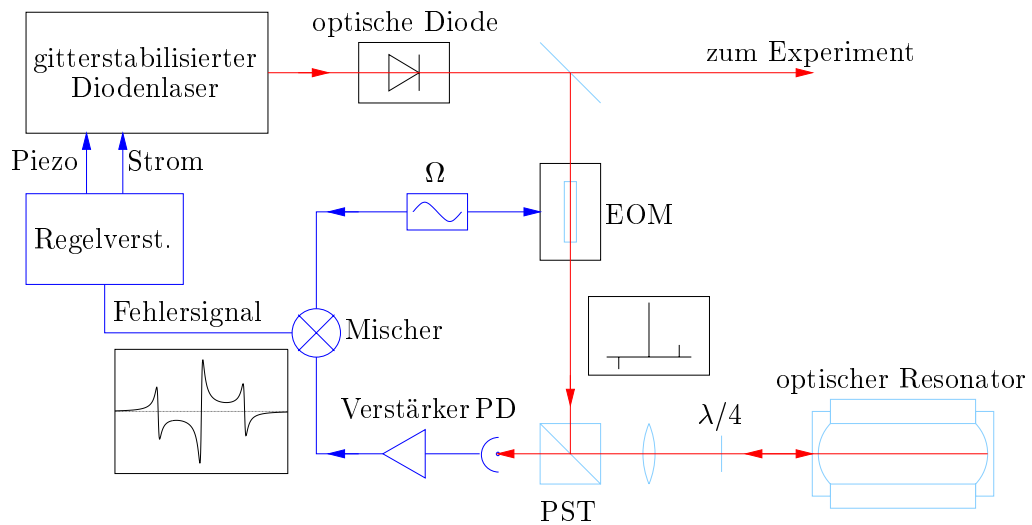 optische Diode
gitterstabilisierter
Diodenlaser
zum Experiment
Piezo
Strom
Ω
EOM
Regelverst.
Fehlersignal
Mischer
optischer Resonator
Verstärker PD
λ/4
PST